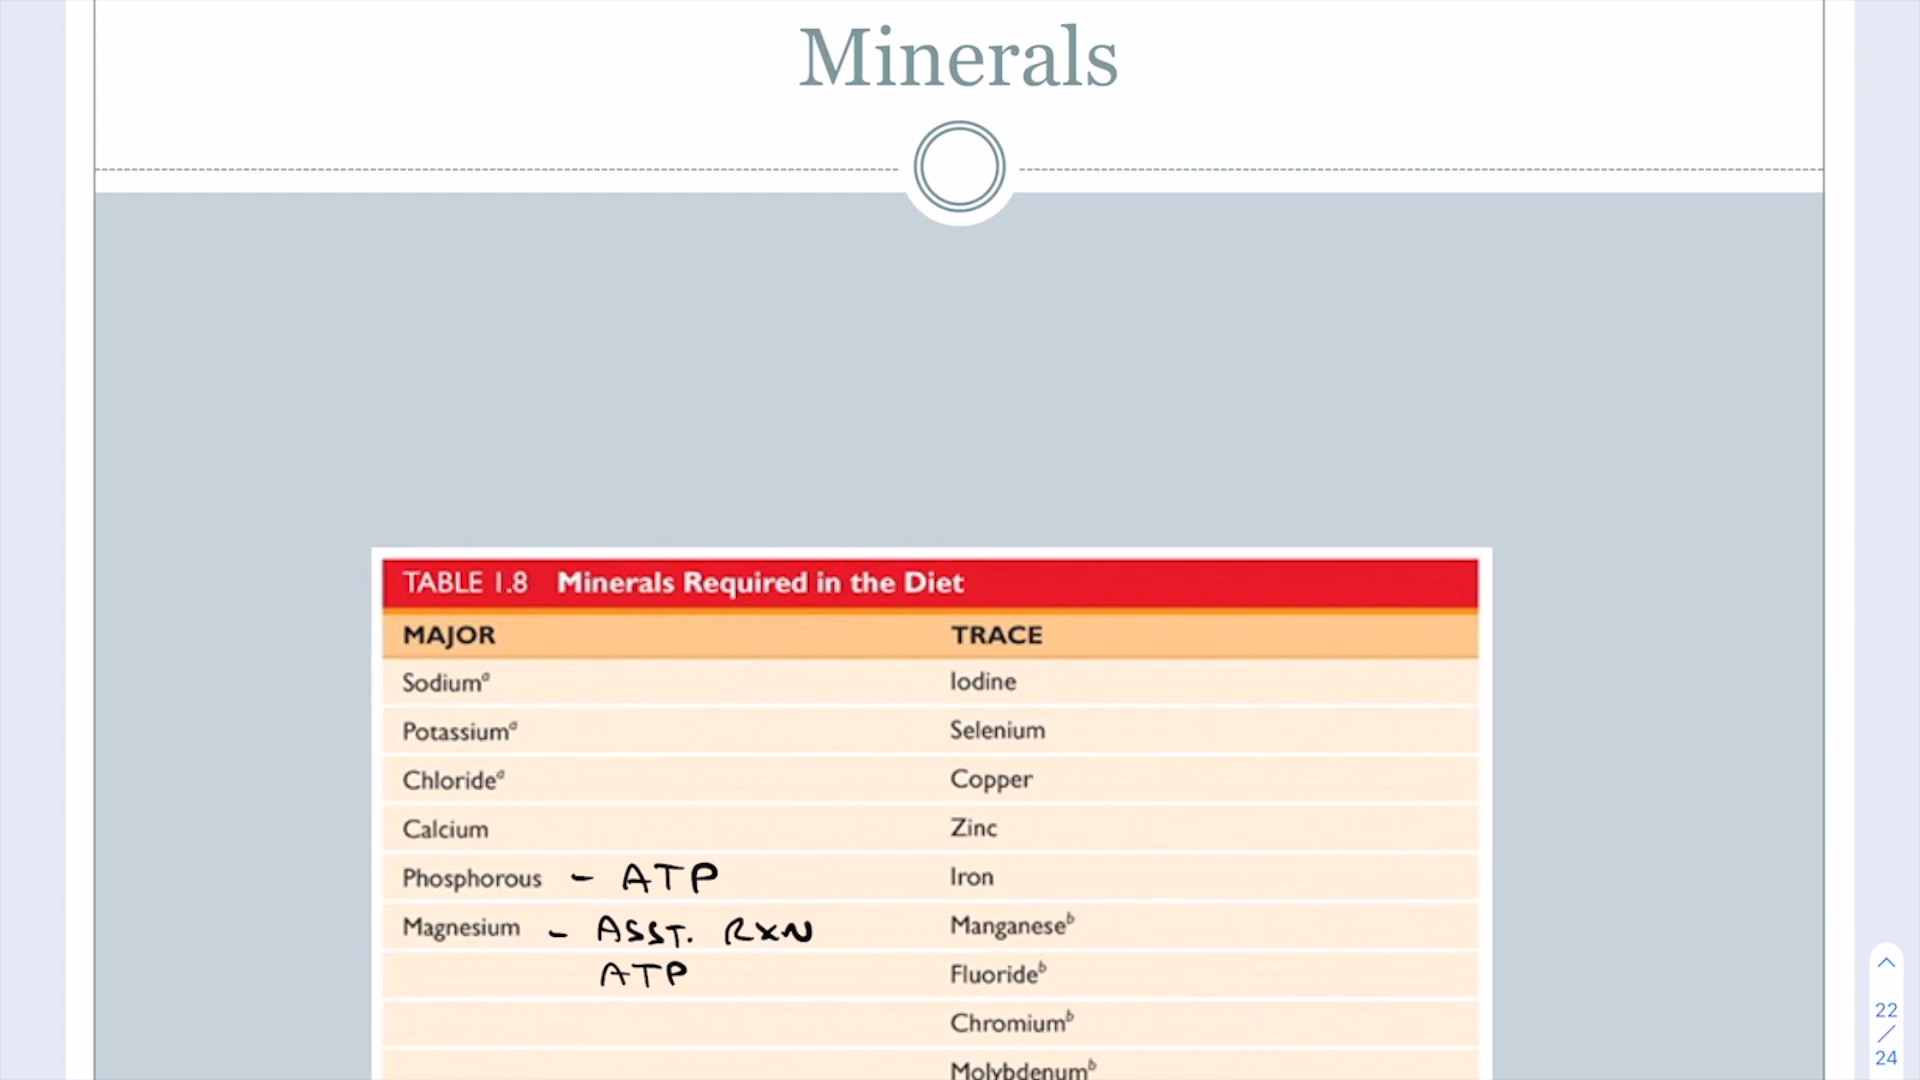 Minerals
TABLE 1.8 Minerals Required in the Diet
MAJOR TRACE
Sodiumᵃ Iodine
Potassiumᵃ Selenium
Chlorideᵃ Copper
Calcium Zinc
Phosphorous - ATP Iron
Magnesium - ASST. RXN Manganeseᵇ
ATP Fluorideᵇ
Chromiumᵇ
Molybdenumᵇ
22
/
24